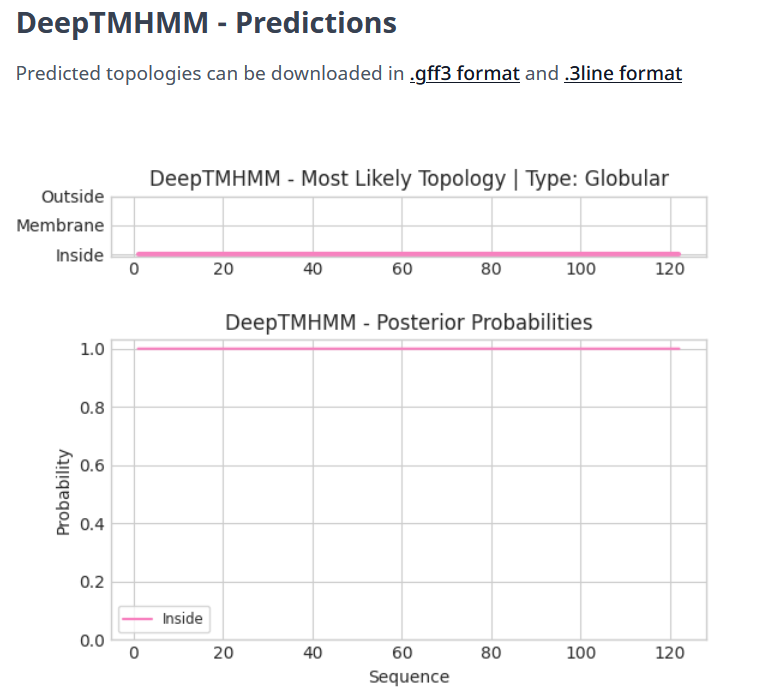 DeepTMHMM - Predictions
Predicted topologies can be downloaded in .gff3 format and .3line format
DeepTMHMM - Most Likely Topology | Type: Globular
Outside
Membrane
Inside
0 20 40 60 80 100 120
DeepTMHMM - Posterior Probabilities
1.0
0.8
0.6
0.4
0.2
0.0
Probability
Inside
0 20 40 60 80 100 120
Sequence